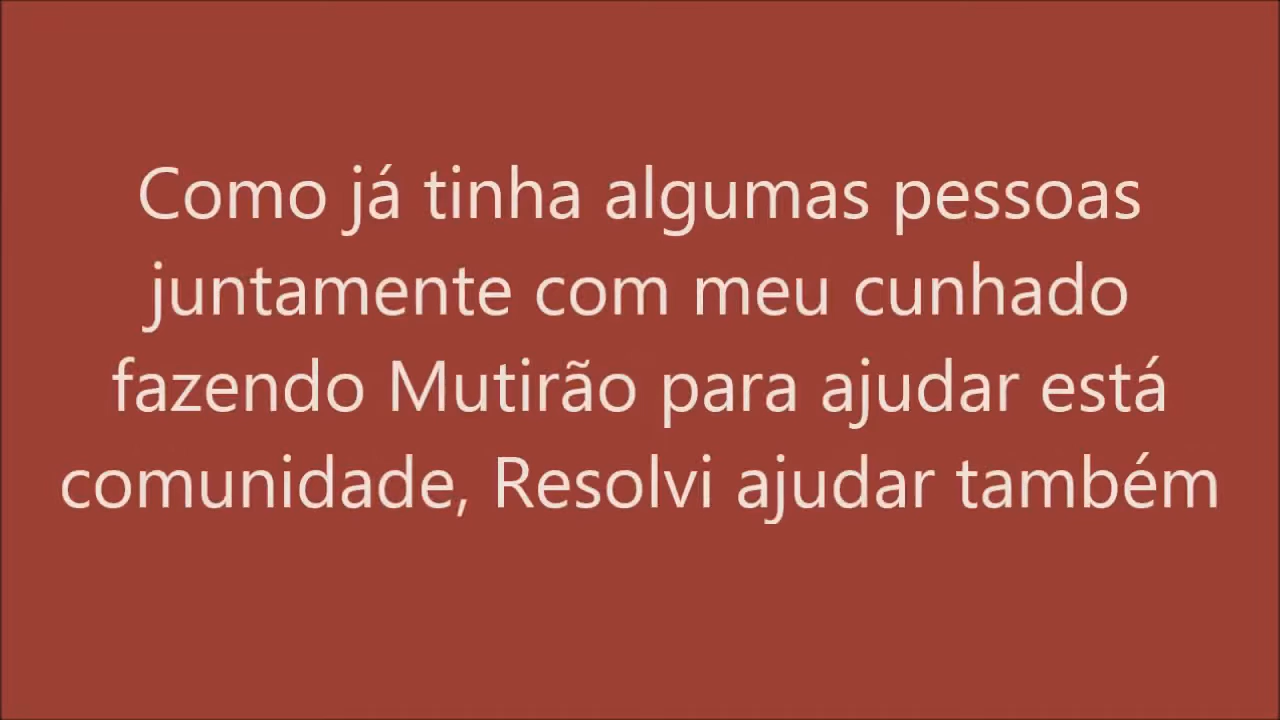 Como já tinha algumas pessoas
juntamente com meu cunhado
fazendo Mutirão para ajudar está
comunidade, Resolvi ajudar também